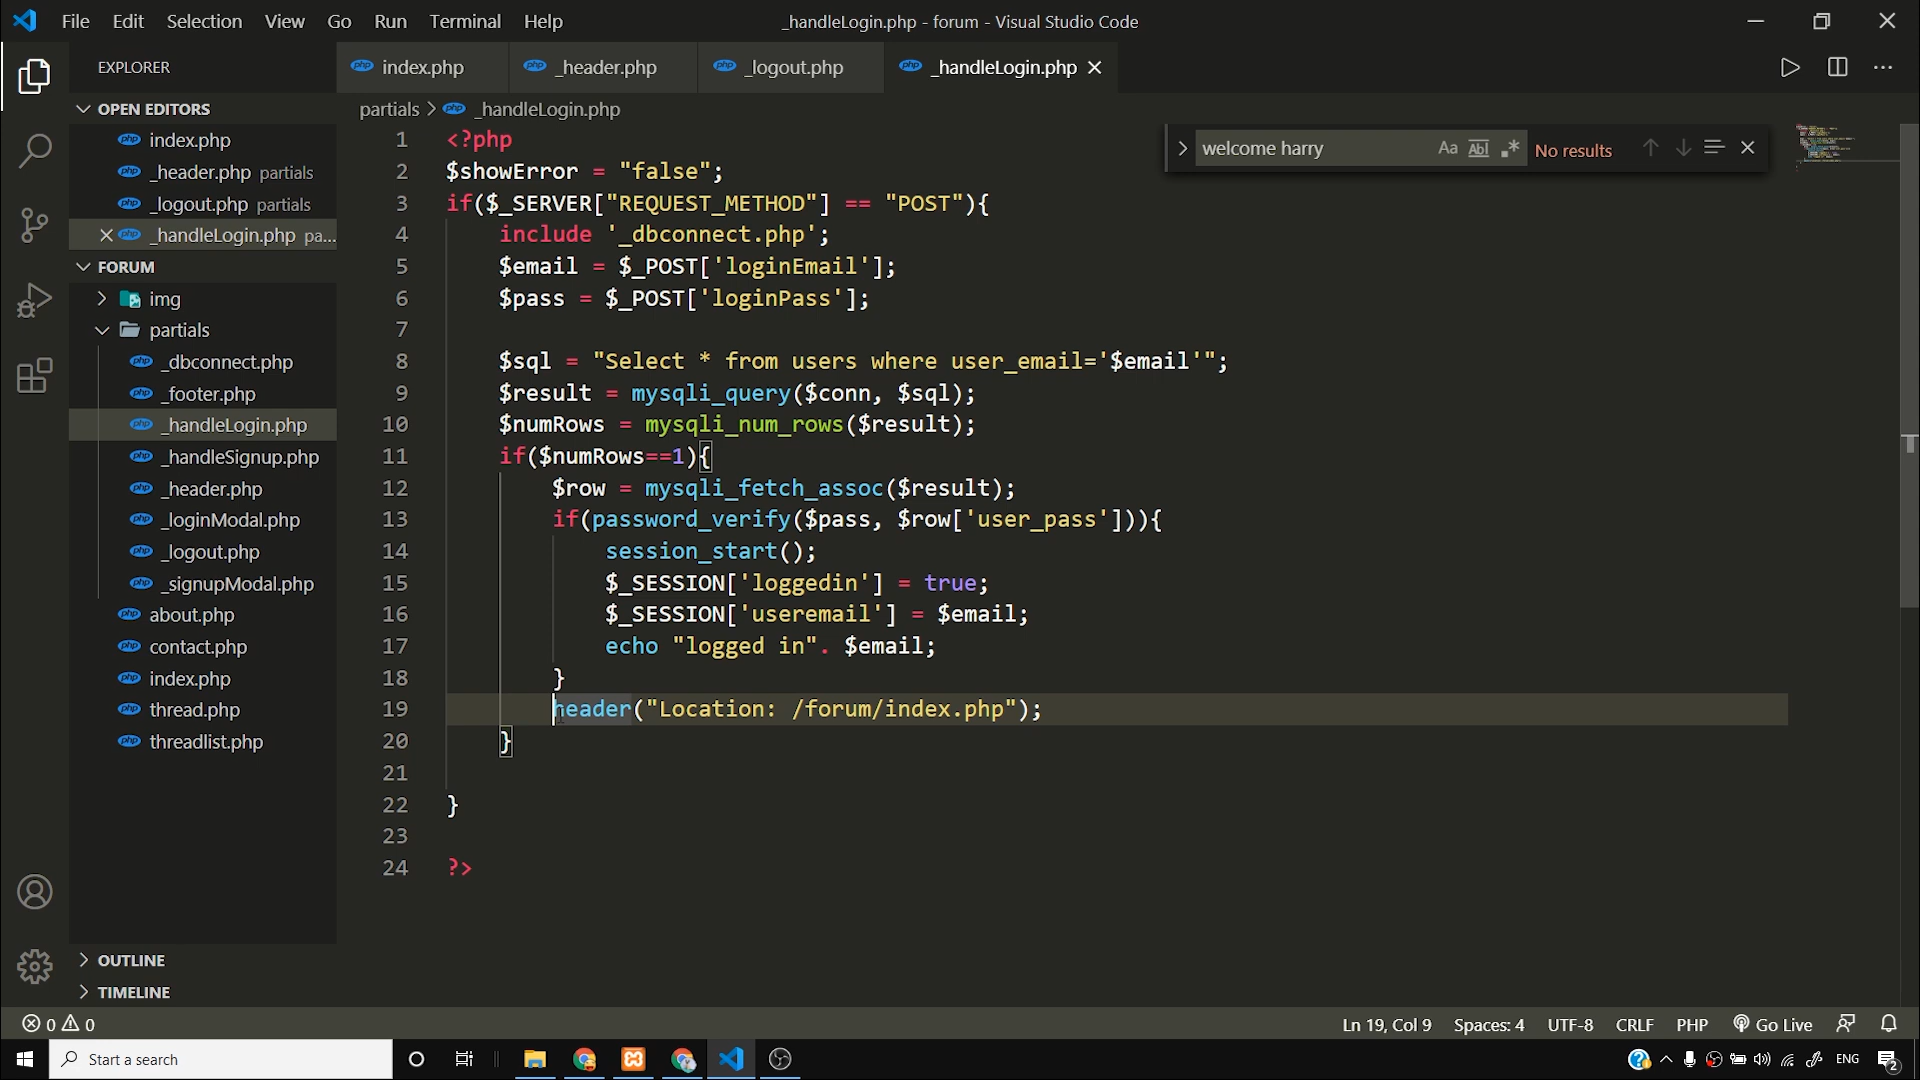 File Edit Selection View Go Run Terminal Help
_handleLogin.php - forum - Visual Studio Code
EXPLORER
OPEN EDITORS
index.php
_header.php partials
_logout.php partials
_handleLogin.php pa...
FORUM
img
partials
_dbconnect.php
_footer.php
_handleLogin.php
_handleSignup.php
_header.php
_loginModal.php
_logout.php
_signupModal.php
about.php
contact.php
index.php
thread.php
threadlist.php
OUTLINE
TIMELINE
index.php _header.php _logout.php _handleLogin.php
partials > _handleLogin.php
welcome harry Aa Abl .* No results
1 <?php
2 $showError = "false";
3 if($_SERVER["REQUEST_METHOD"] == "POST"){
4 include '_dbconnect.php';
5 $email = $_POST['loginEmail'];
6 $pass = $_POST['loginPass'];
7
8 $sql = "Select * from users where user_email='$email'";
9 $result = mysqli_query($conn, $sql);
10 $numRows = mysqli_num_rows($result);
11 if($numRows==1){
12 $row = mysqli_fetch_assoc($result);
13 if(password_verify($pass, $row['user_pass'])){
14 session_start();
15 $_SESSION['loggedin'] = true;
16 $_SESSION['useremail'] = $email;
17 echo "logged in". $email;
18 }
19 header("Location: /forum/index.php");
20 }
21
22 }
23
24 ?>
0 0
Ln 19, Col 9 Spaces: 4 UTF-8 CRLF PHP Go Live
Start a search
ENG
2